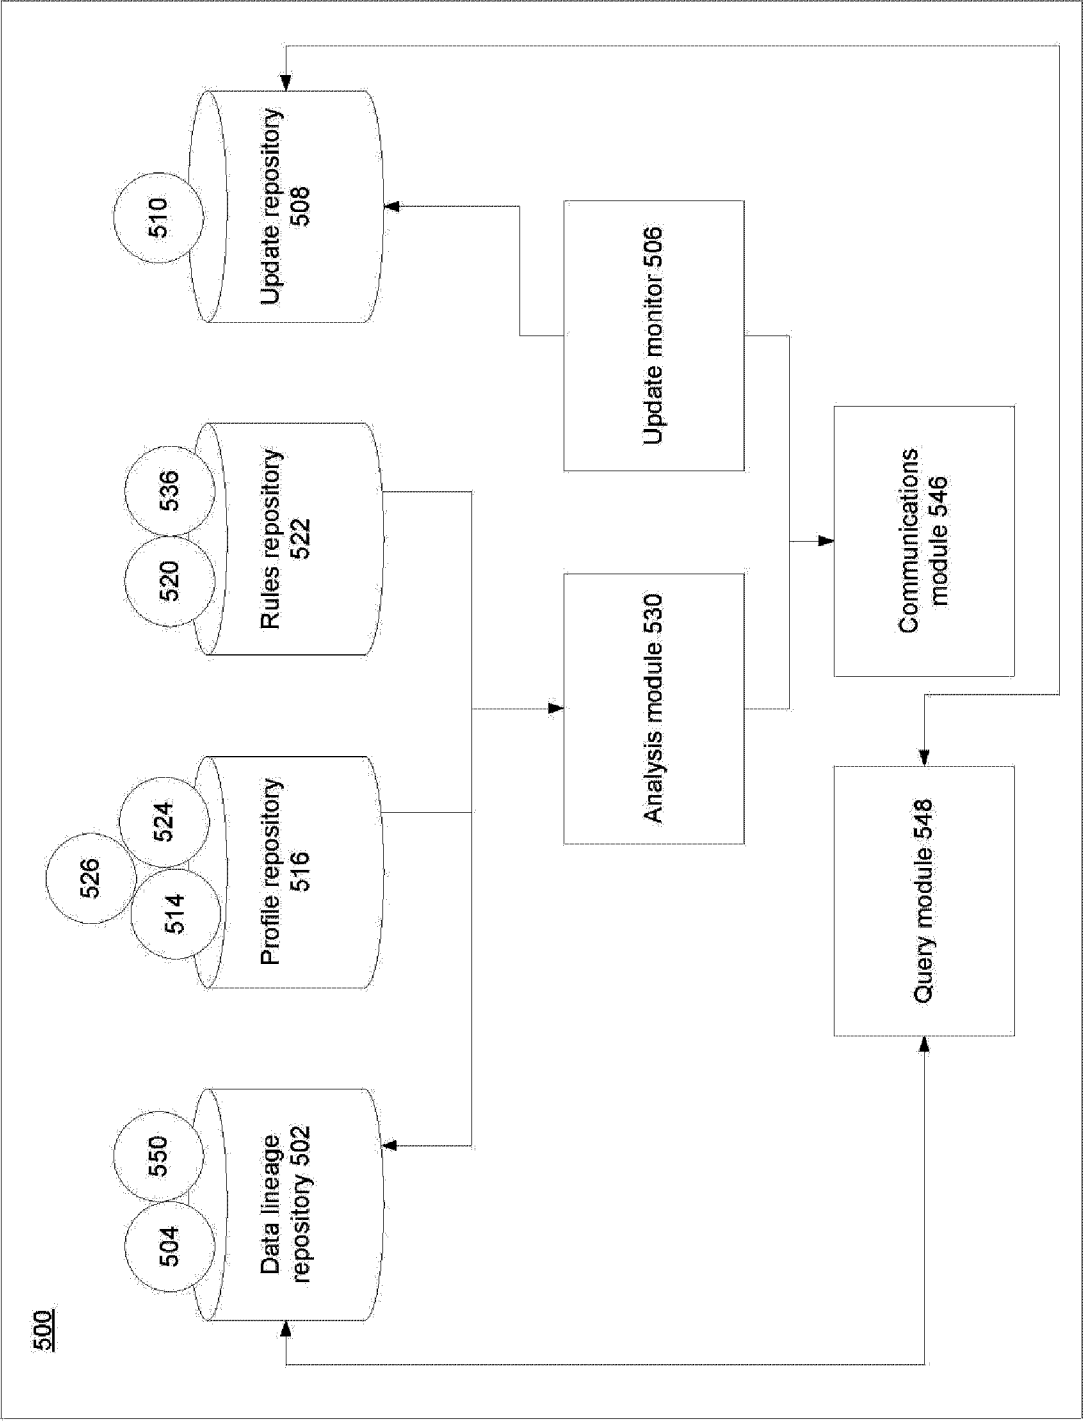 500
504
550
Data lineage
repository 502
526
514
524
Profile repository
516
520
536
Rules repository
522
510
Update repository
508
Analysis module 530
Update monitor 506
Query module 548
Communications
module 546